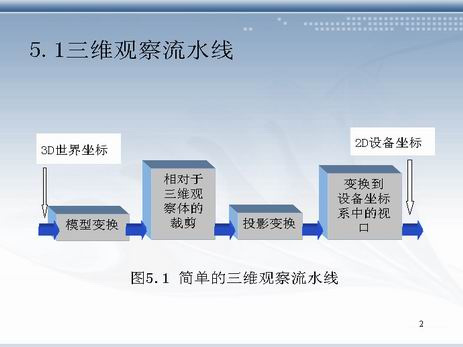 5.1三维观察流水线
3D世界坐标
2D设备坐标
模型变换
相对于
三维观
察体的
裁剪
投影变换
变换到
设备坐标
系中的视
口
图5.1 简单的三维观察流水线
2